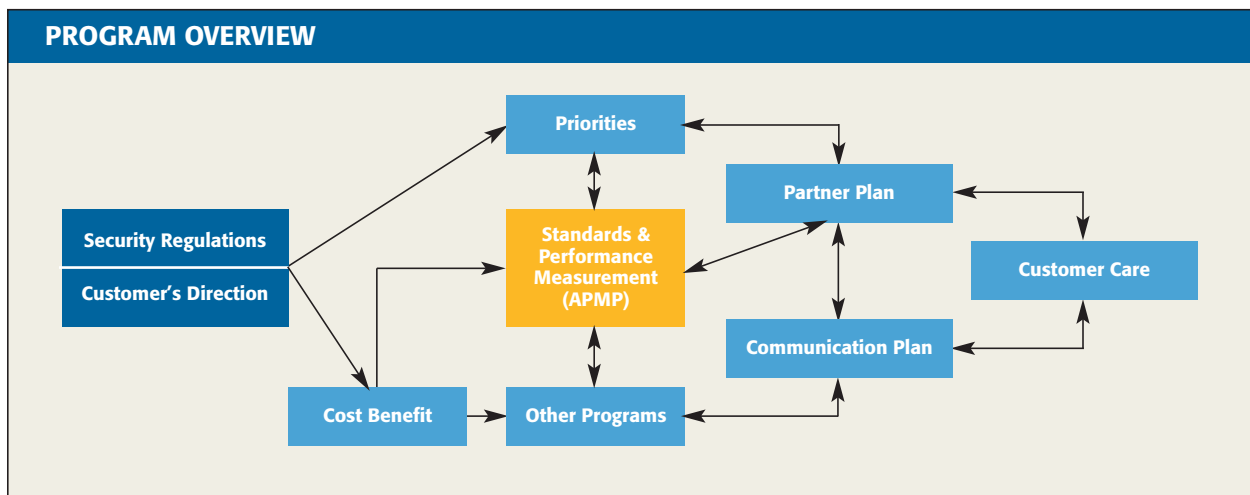 PROGRAM OVERVIEW
Priorities
Partner Plan
Security Regulations
Customer's Direction
Standards &
Performance
Measurement
(APMP)
Customer Care
Communication Plan
Cost Benefit
Other Programs